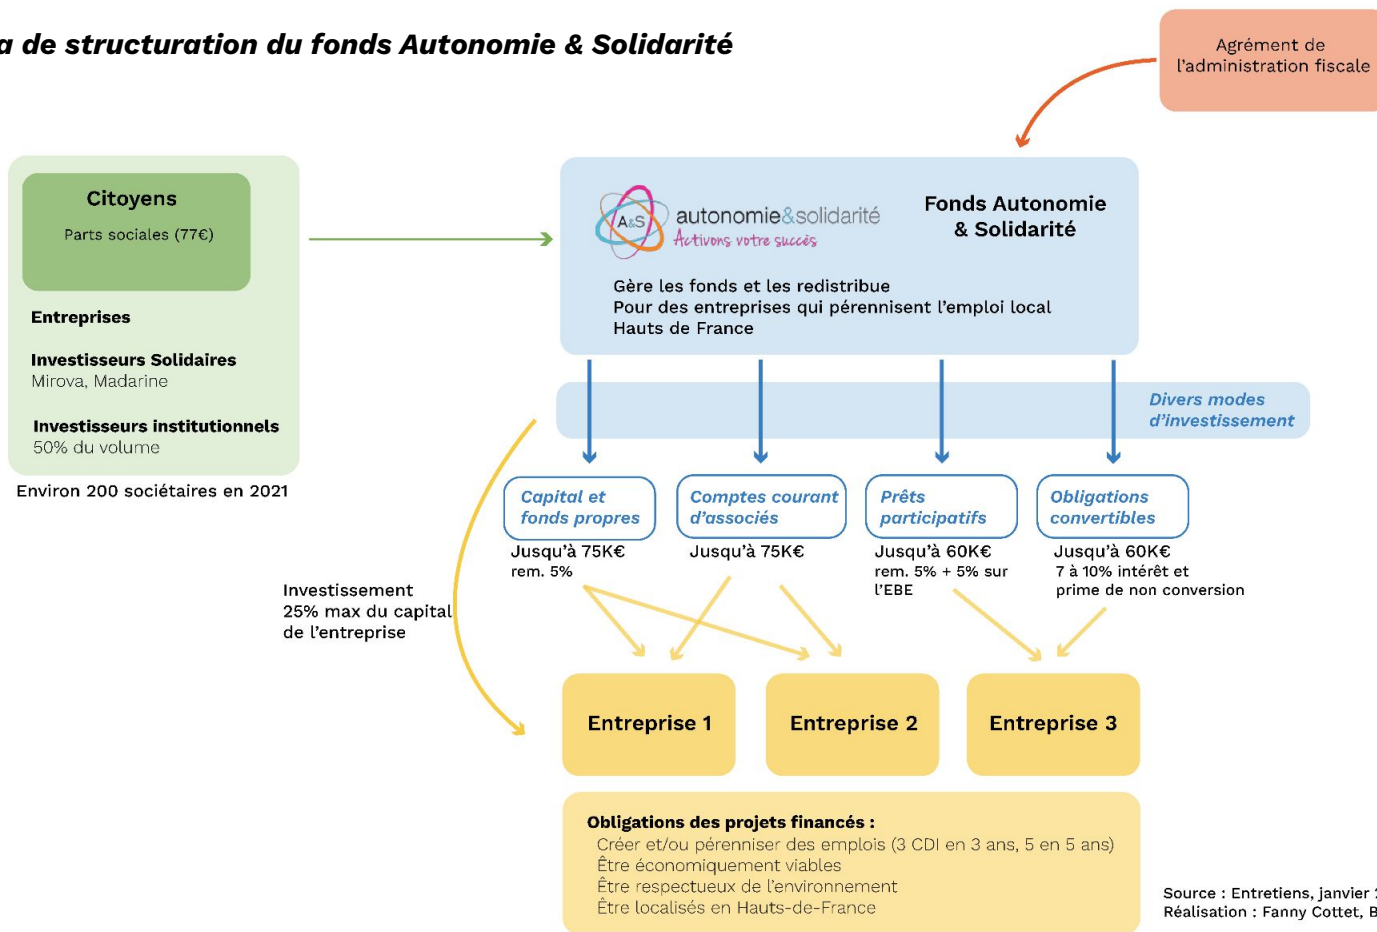 a de structuration du fonds Autonomie & Solidarité
Agrément de
l'administration fiscale
Citoyens
Parts sociales (77€)
Entreprises
Investisseurs Solidaires
Mirova, Madarine
Investisseurs institutionnels
50% du volume
Environ 200 sociétaires en 2021
A&S
autonomie&solidarité
Activons votre succès
Fonds Autonomie
& Solidarité
Gère les fonds et les redistribue
Pour des entreprises qui pérennisent l'emploi local
Hauts de France
Divers modes
d'investissement
Capital et
fonds propres
Jusqu'à 75K€
rem. 5%
Comptes courant
d'associés
Jusqu'à 75K€
Prêts
participatifs
Jusqu'à 60K€
rem. 5% + 5% sur
l'EBE
Obligations
convertibles
Jusqu'à 60K€
7 à 10% intérêt et
prime de non conversion
Investissement
25% max du capital
de l'entreprise
Entreprise 1
Entreprise 2
Entreprise 3
Obligations des projets financés :
Créer et/ou pérenniser des emplois (3 CDI en 3 ans, 5 en 5 ans)
Être économiquement viables
Être respectueux de l'environnement
Être localisés en Hauts-de-France
Source : Entretiens, janvier 2
Réalisation : Fanny Cottet, B